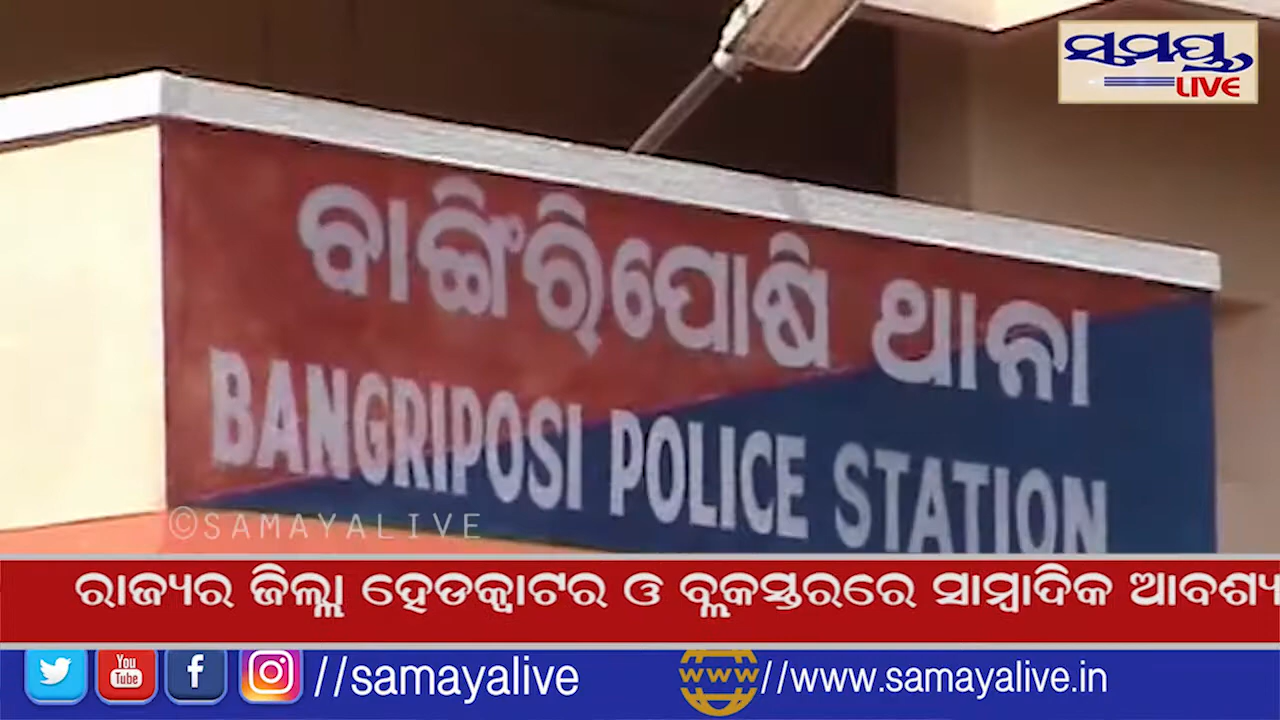 ସମୟ
LIVE
ବାଙ୍ଗିରିପୋଷି ଥାନା
BANGRIPOSI POLICE STATION
©SAMAYALIVE
ରାଜ୍ୟର ଜିଲ୍ଲା ହେଡକ୍ୱାଟର ଓ ବ୍ଲକସ୍ତରରେ ସାମ୍ବାଦିକ ଆବଶ୍ୟ
You Tube //samayalive www //www.samayalive.in